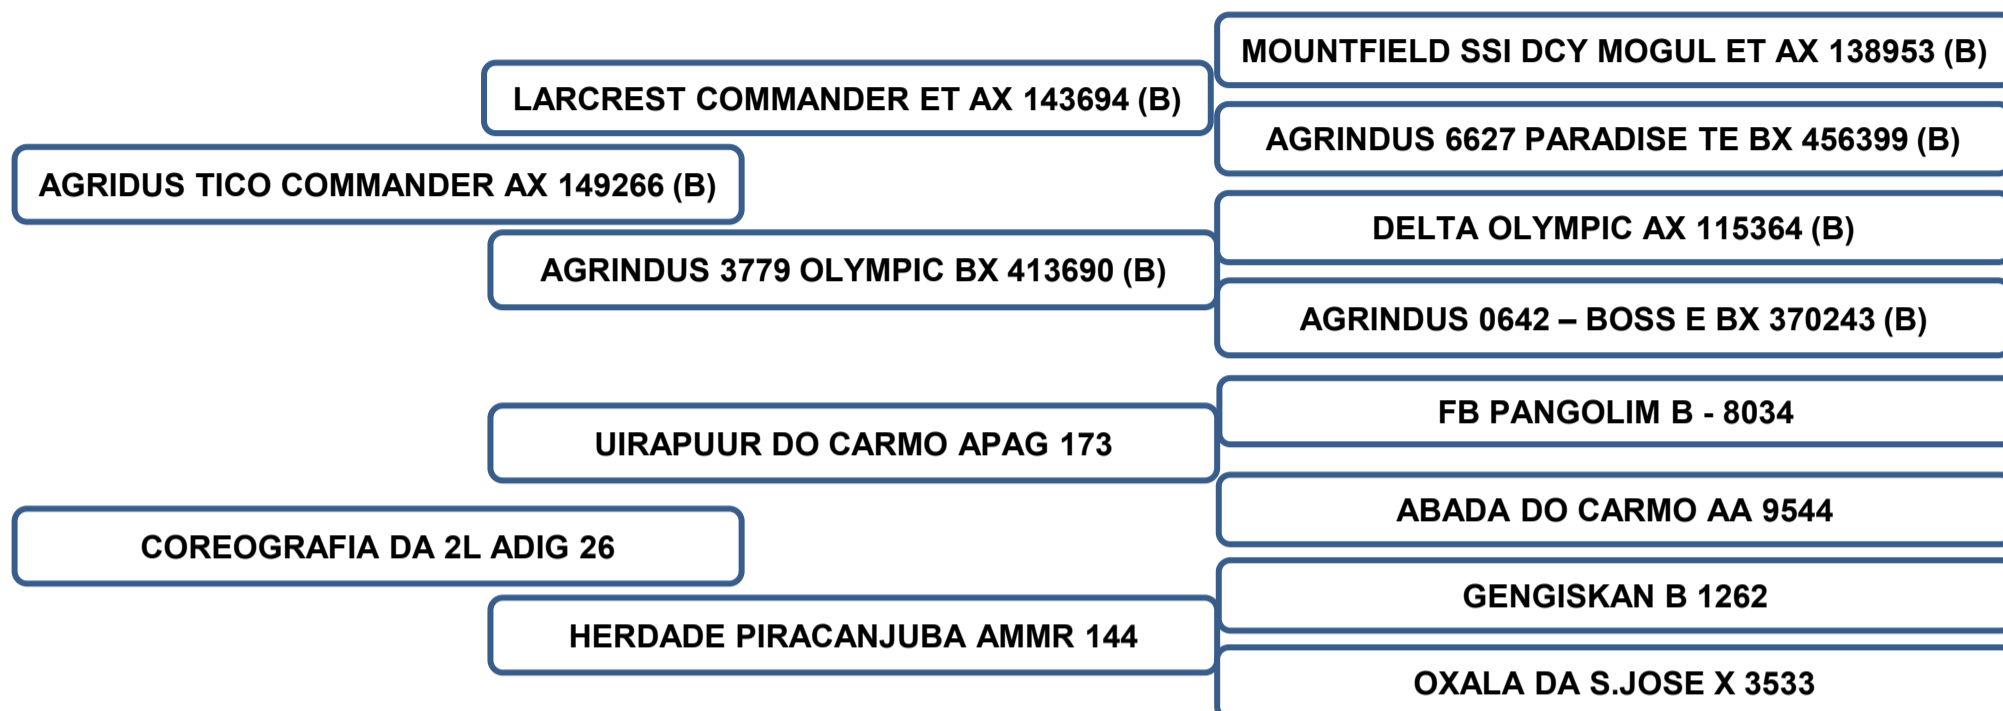 MOUNTFIELD SSI DCY MOGUL ET AX 138953 (B)
LARCREST COMMANDER ET AX 143694 (B)
AGRINDUS 6627 PARADISE TE BX 456399 (B)
AGRIDUS TICO COMMANDER AX 149266 (B)
DELTA OLYMPIC AX 115364 (B)
AGRINDUS 3779 OLYMPIC BX 413690 (B)
AGRINDUS 0642 – BOSS E BX 370243 (B)
FB PANGOLIM B - 8034
UIRAPUUR DO CARMO APAG 173
ABADA DO CARMO AA 9544
COREOGRAFIA DA 2L ADIG 26
GENGISKAN B 1262
HERDADE PIRACANJUBA AMMR 144
OXALA DA S.JOSE X 3533